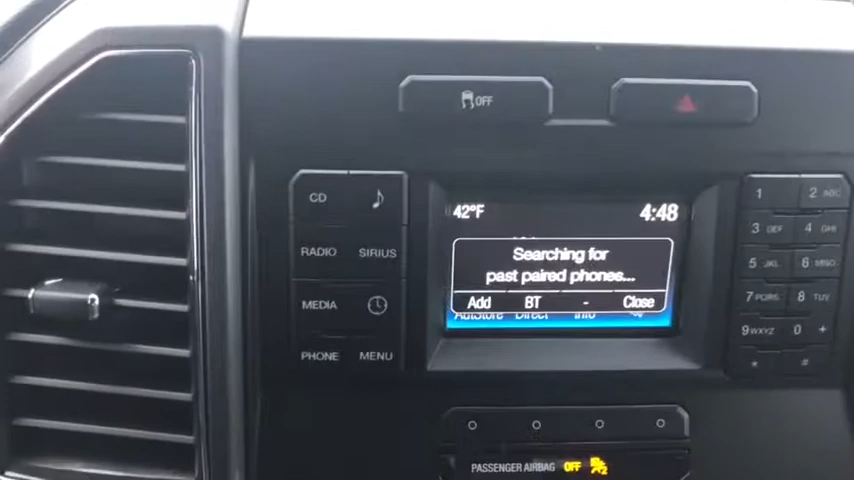 OFF
CD
RADIO SIRIUS
MEDIA
PHONE MENU
42°F 4:48
Searching for
past paired phones...
Add BT - Close
AutoStore Direct Info
1 2 ABC
3 DEF 4 GHI
5 JKL 6 MNO
7 PQRS 8 TUV
9 WXYZ 0 +
* #
PASSENGER AIRBAG OFF 2